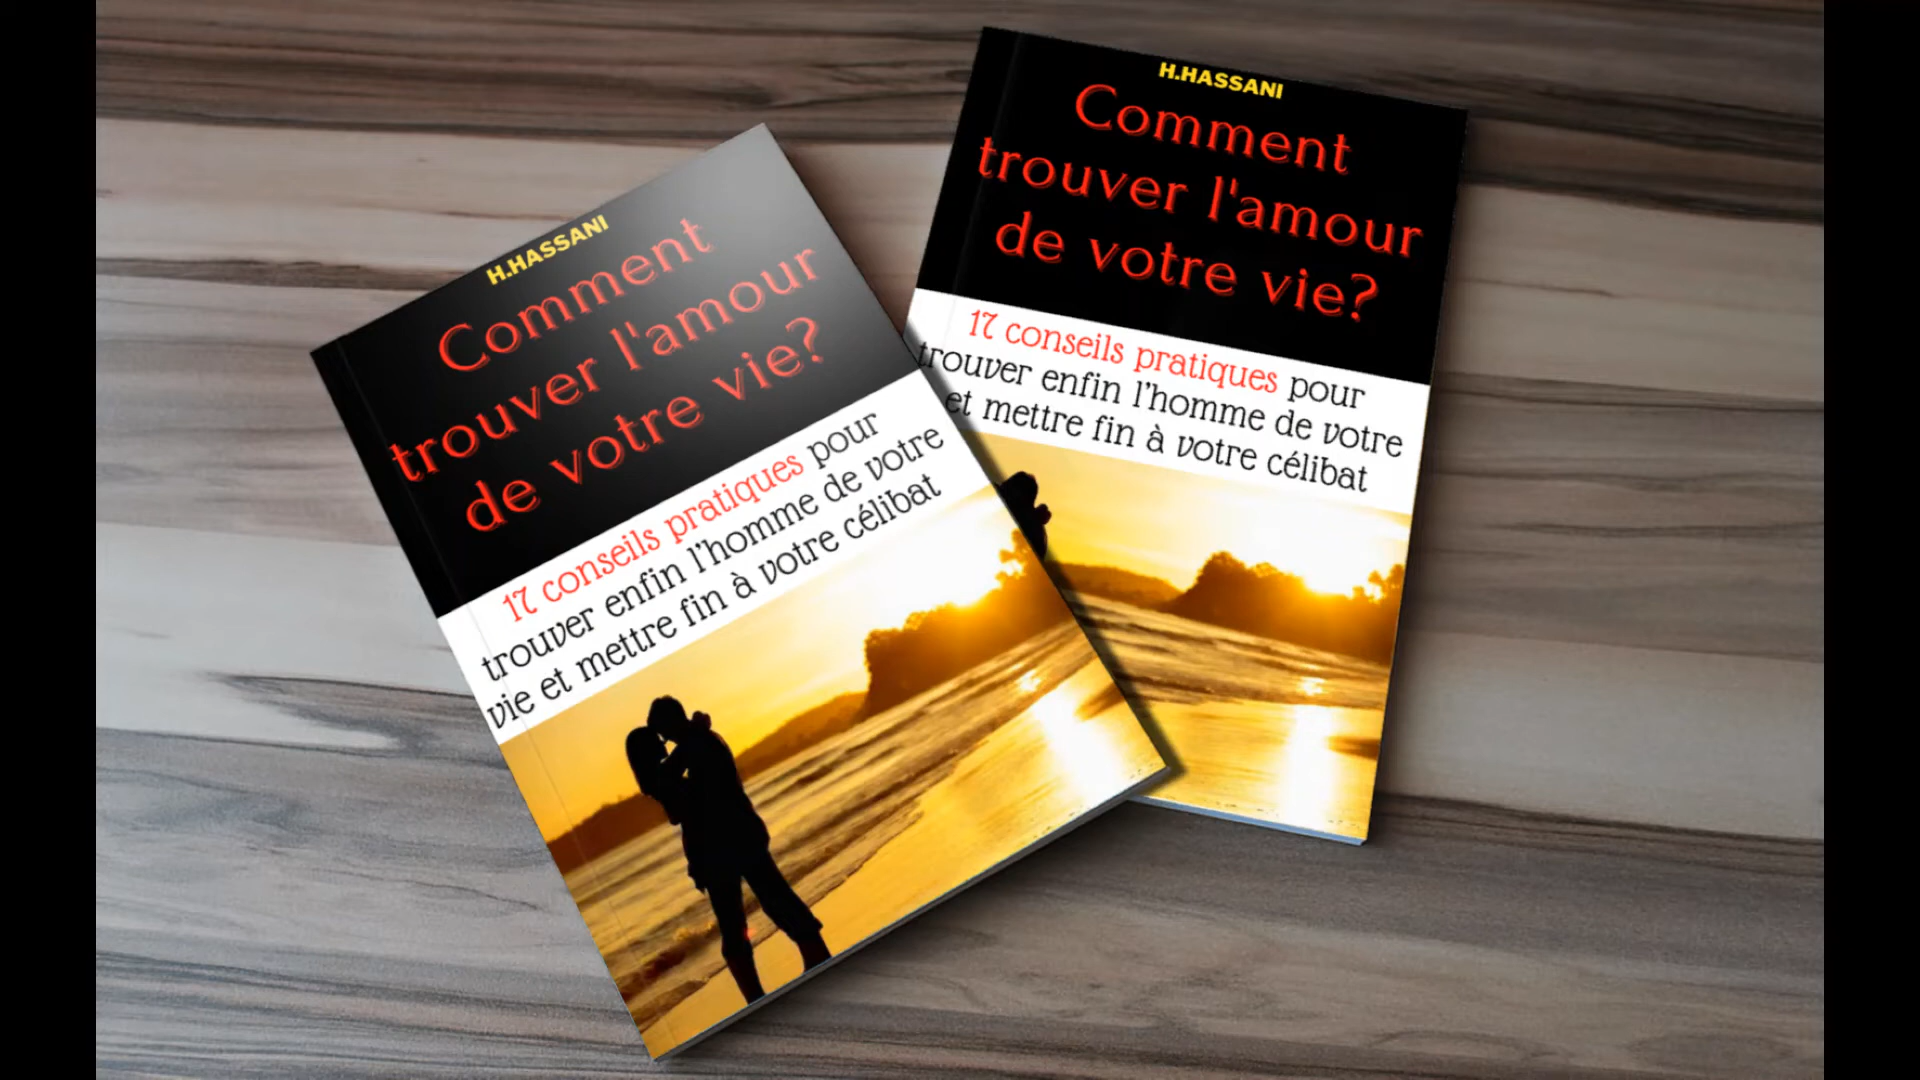 H.HASSANI
Comment
trouver l'amour
de votre vie?
17 conseils pratiques pour
trouver enfin l'homme de votre
vie et mettre fin à votre célibat
H.HASSANI
Comment
trouver l'amour
de votre vie?
17 conseils pratiques pour
trouver enfin l'homme de votre
et mettre fin à votre célibat